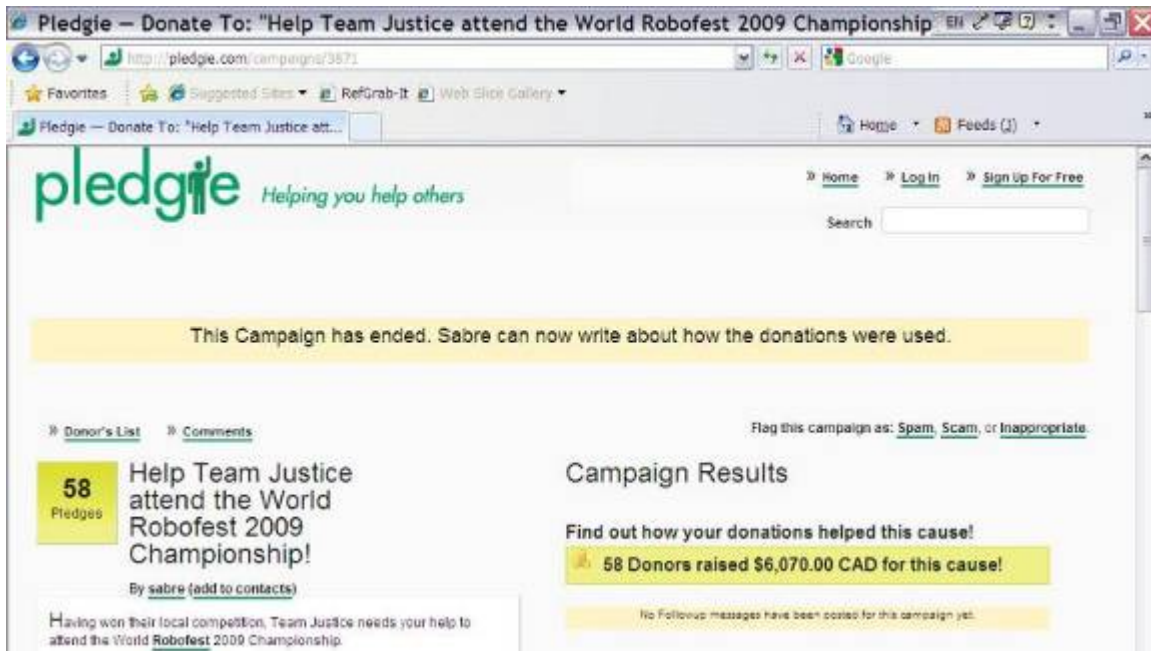 Pledgie — Donate To: "Help Team Justice attend the World Robofest 2009 Championship EN
http://pledgie.com/campaigns/3871 Google
Favorites Suggested Sites RefGrab-It Web Slice Gallery
Pledgie — Donate To: "Help Team Justice att... Home Feeds (J)
pledgie Helping you help others
» Home » Log In » Sign Up For Free
Search
This Campaign has ended. Sabre can now write about how the donations were used.
» Donor's List » Comments
Flag this campaign as: Spam, Scam, or Inappropriate.
58
Pledges
Help Team Justice
attend the World
Robofest 2009
Championship!
By sabre (add to contacts)
Having won their local competition, Team Justice needs your help to
attend the World Robofest 2009 Championship.
Campaign Results
Find out how your donations helped this cause!
58 Donors raised $6,070.00 CAD for this cause!
No Followup messages have been posted for this campaign yet.